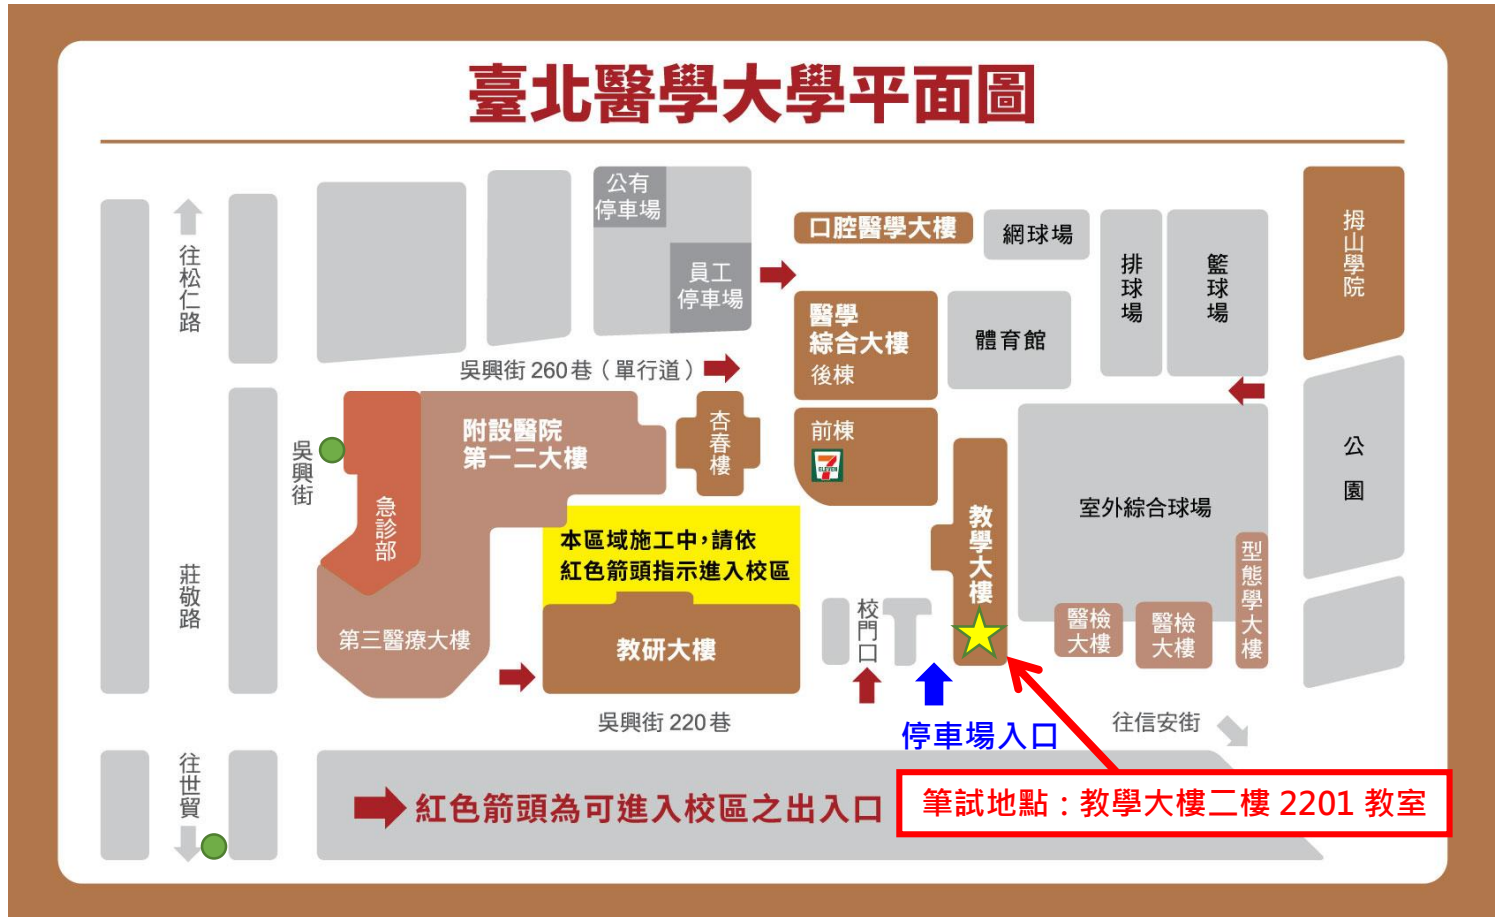 臺北醫學大學平面圖
公有
停車場
員工
停車場
口腔醫學大樓
網球場
排球場
籃球場
拇山學院
往松仁路
醫學
綜合大樓
後棟
體育館
吳興街 260 巷（單行道）
附設醫院
第一二大樓
杏春樓
前棟
7
ELEVEN
吳興街
急診部
教學大樓
室外綜合球場
公園
本區域施工中,請依
紅色箭頭指示進入校區
型態學大樓
莊敬路
第三醫療大樓
教研大樓
校門口
醫檢
大樓
醫檢
大樓
吳興街 220 巷
停車場入口
往信安街
往世貿
紅色箭頭為可進入校區之出入口
筆試地點：教學大樓二樓 2201 教室